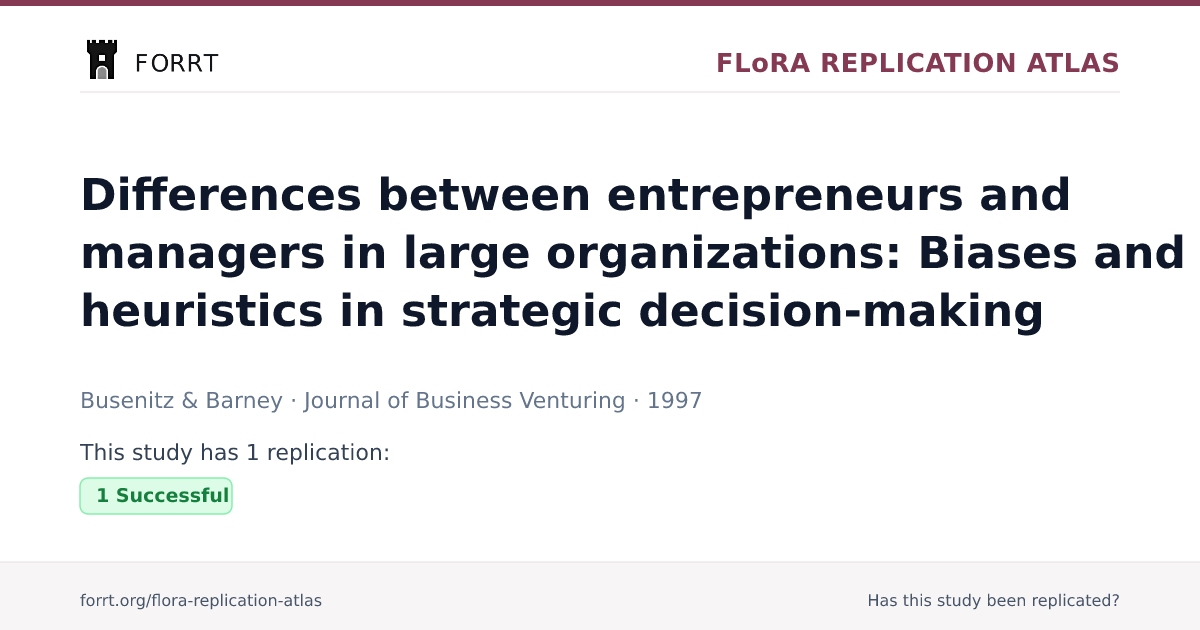 FORRT
FLoRA REPLICATION ATLAS
Differences between entrepreneurs and
managers in large organizations: Biases and
heuristics in strategic decision-making
Busenitz & Barney · Journal of Business Venturing · 1997
This study has 1 replication:
1 Successful
forrt.org/flora-replication-atlas
Has this study been replicated?